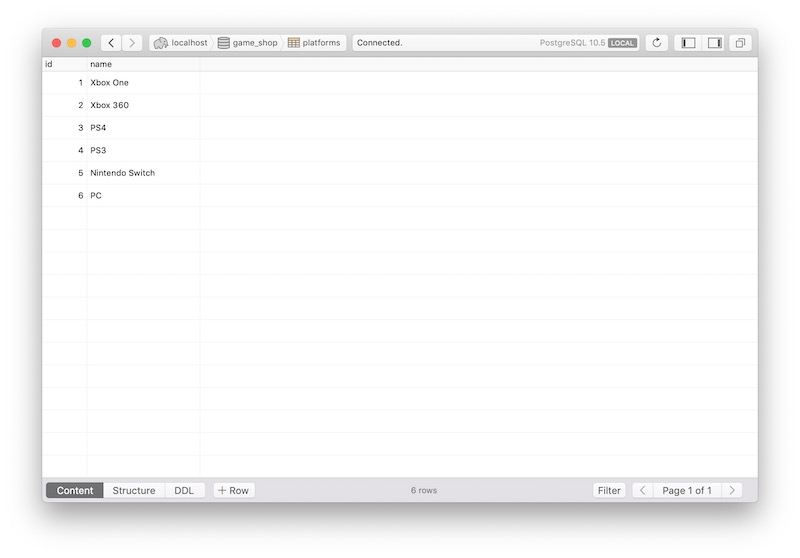 localhost game_shop platforms Connected. PostgreSQL 10.5 LOCAL
id name
1 Xbox One
2 Xbox 360
3 PS4
4 PS3
5 Nintendo Switch
6 PC
Content Structure DDL + Row 6 rows Filter Page 1 of 1